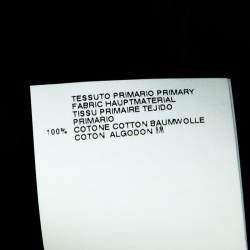 TESSUTO PRIMARIO PRIMARY
FABRIC HAUPTMATERIAL
TISSU PRIMAIRE TEJIDO
PRIMARIO
100% COTONE COTTON BAUMWOLLE
COTON ALGODON